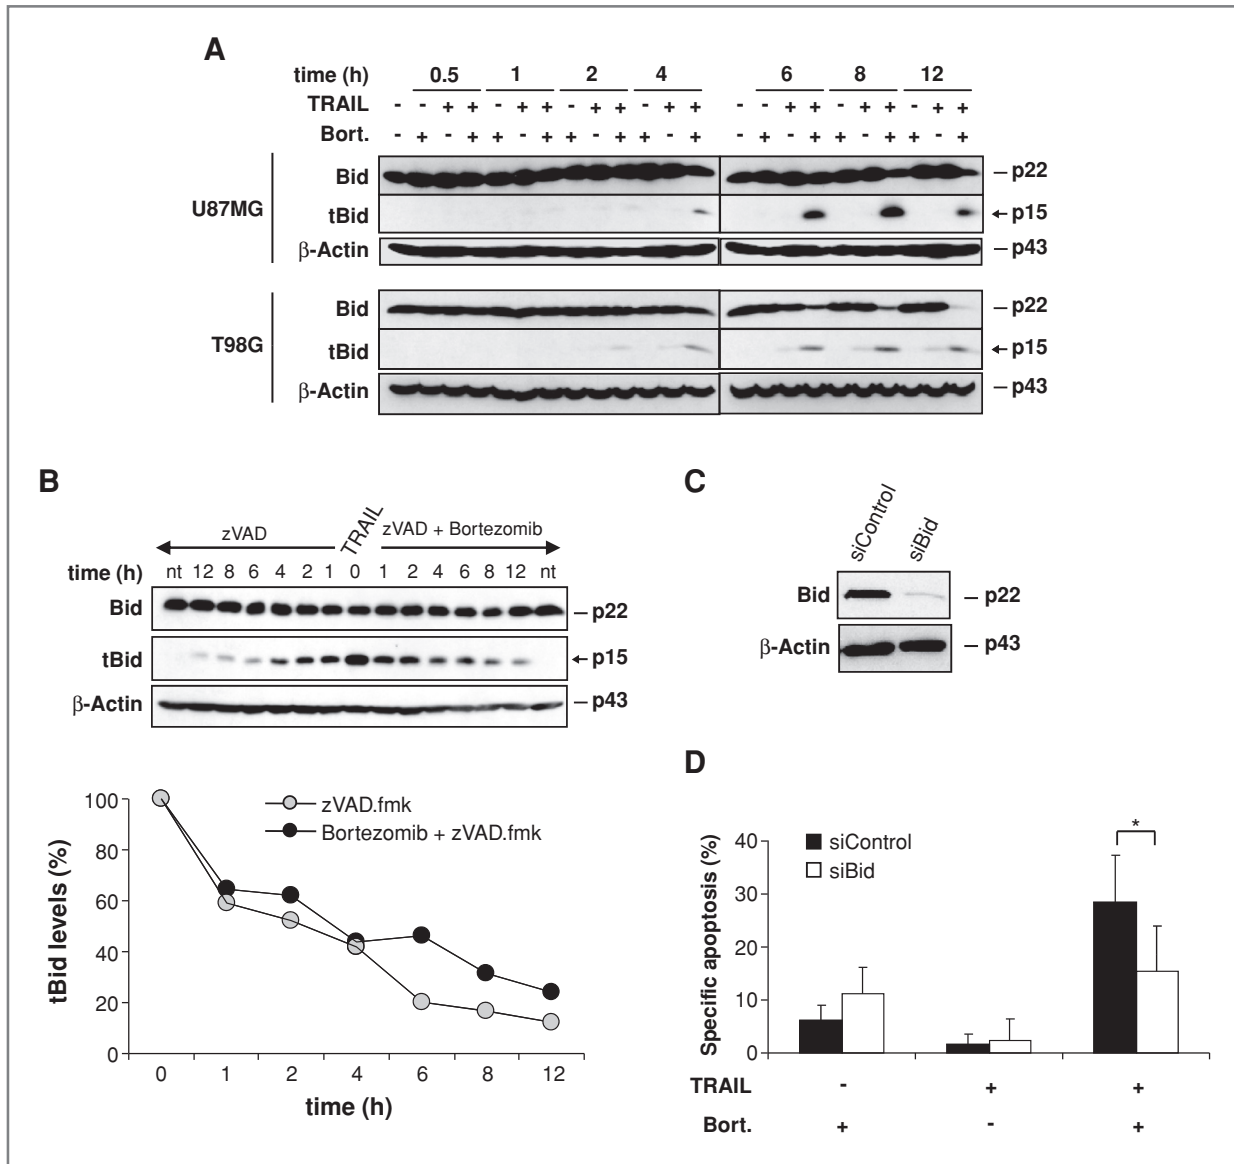 A
time (h) 0.5 1 2 4 6 8 12
TRAIL - - + + - + + - + + - + + - - + + - + + - + +
Bort. - + - + + - + + - + + - + - + - + + - + + - +
U87MG
Bid – p22
tBid ← p15
β-Actin – p43
T98G
Bid – p22
tBid ← p15
β-Actin – p43
B
zVAD TRAIL zVAD + Bortezomib
time (h) nt 12 8 6 4 2 1 0 1 2 4 6 8 12 nt
Bid – p22
tBid ← p15
β-Actin – p43
100
80
60
40
20
0
tBid levels (%)
zVAD.fmk
Bortezomib + zVAD.fmk
0 1 2 4 6 8 12
time (h)
C
siControl siBid
Bid – p22
β-Actin – p43
D
40
30
20
10
0
Specific apoptosis (%)
siControl
siBid
*
TRAIL - + +
Bort. + - +